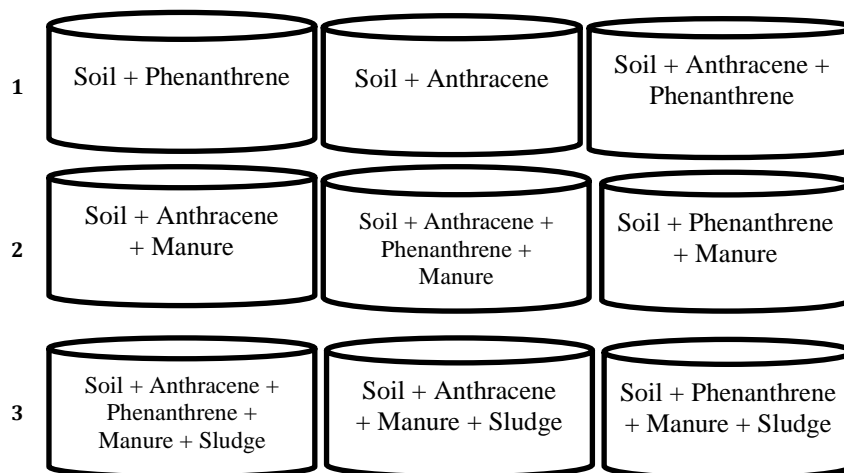 1
Soil + Phenanthrene
Soil + Anthracene
Soil + Anthracene +
Phenanthrene
2
Soil + Anthracene
+ Manure
Soil + Anthracene +
Phenanthrene +
Manure
Soil + Phenanthrene
+ Manure
3
Soil + Anthracene +
Phenanthrene +
Manure + Sludge
Soil + Anthracene
+ Manure + Sludge
Soil + Phenanthrene
+ Manure + Sludge